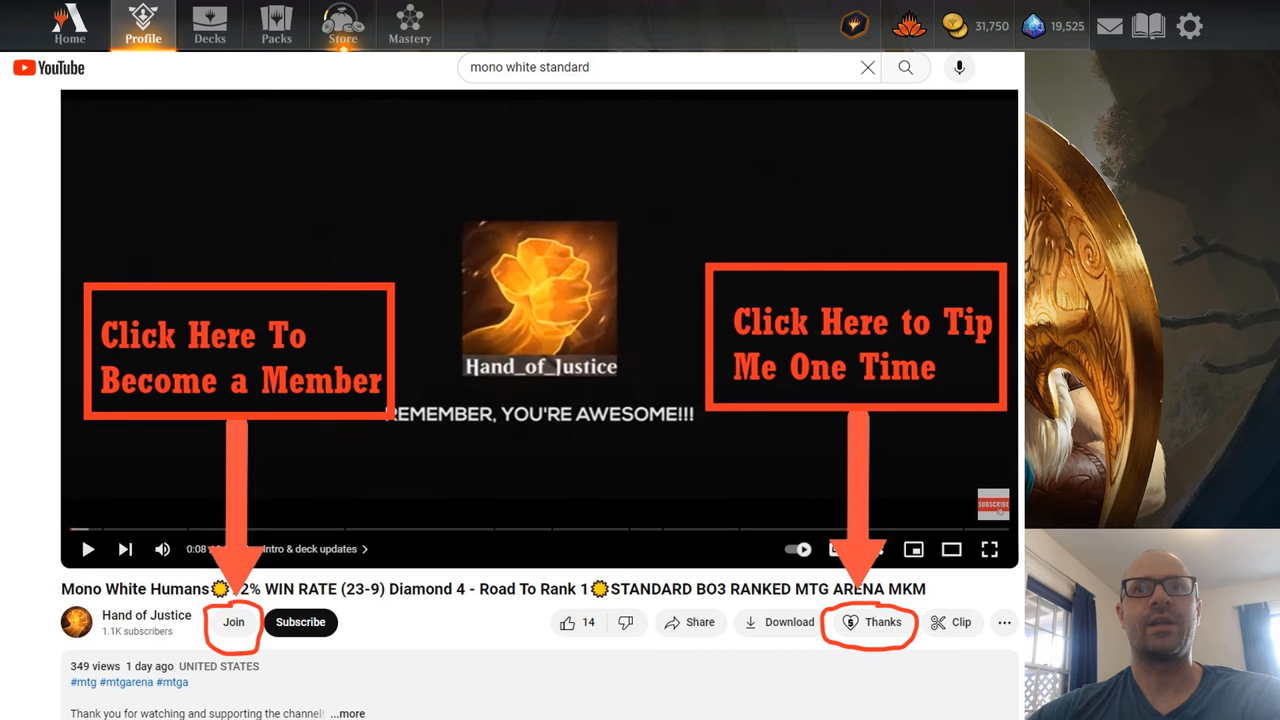 Home
Profile
Decks
Packs
Store
Mastery
31,750
19,525
YouTube
mono white standard
Hand_of_Justice
Click Here To
Become a Member
Click Here to Tip
Me One Time
REMEMBER, YOU'RE AWESOME!!!
SUBSCRIBE
0:08
Intro & deck updates
Mono White Humans 2% WIN RATE (23-9) Diamond 4 - Road To Rank 1 STANDARD BO3 RANKED MTG ARENA MKM
Hand of Justice
1.1K subscribers
Join
Subscribe
14
Share
Download
Thanks
Clip
349 views 1 day ago UNITED STATES
#mtg #mtgarena #mtga
Thank you for watching and supporting the channel! ...more